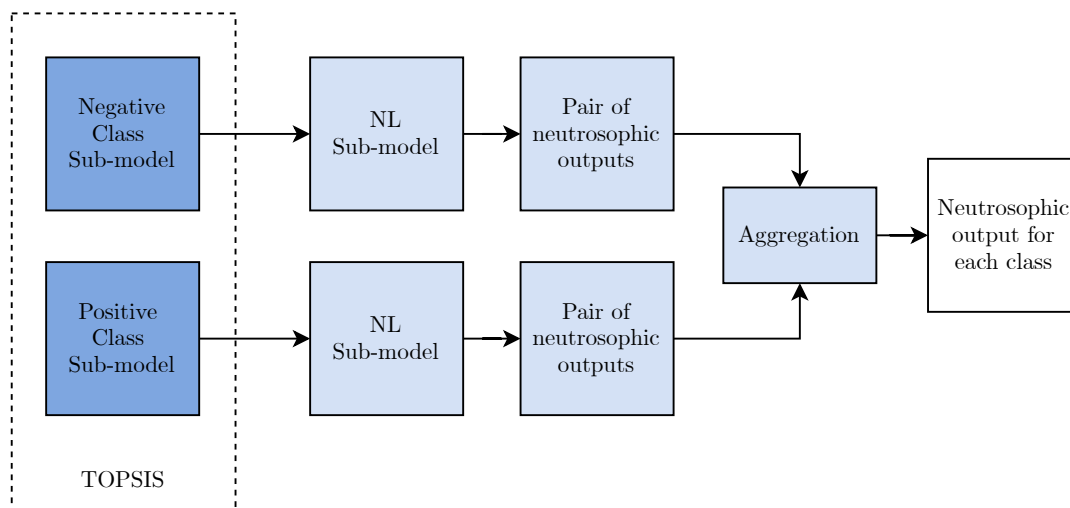 Negative
Class
Sub-model
NL
Sub-model
Pair of
neutrosophic
outputs
Aggregation
Neutrosophic
output for
each class
Positive
Class
Sub-model
NL
Sub-model
Pair of
neutrosophic
outputs
TOPSIS